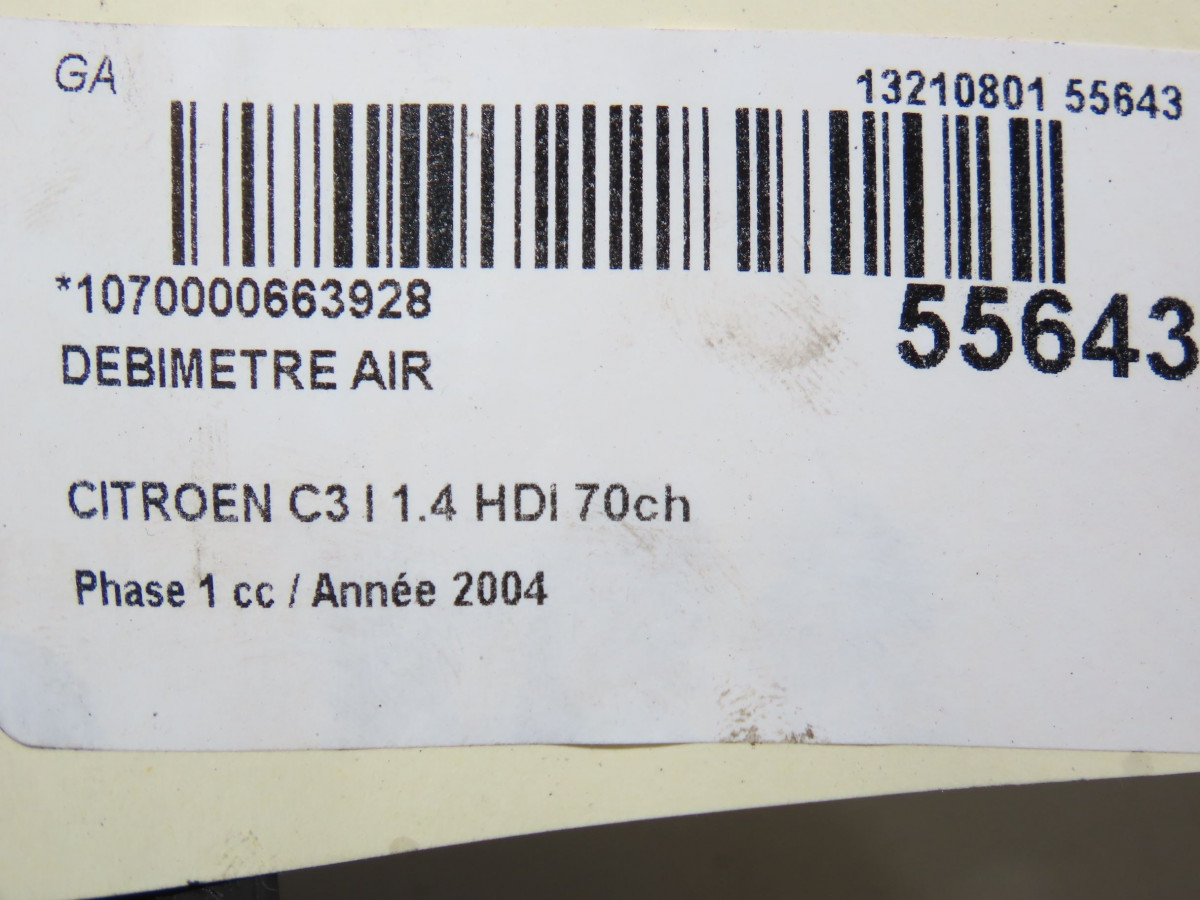 GA
13210801 55643
*1070000663928
55643
DEBIMETRE AIR
CITROEN C3 I 1.4 HDI 70ch
Phase 1 cc / Année 2004